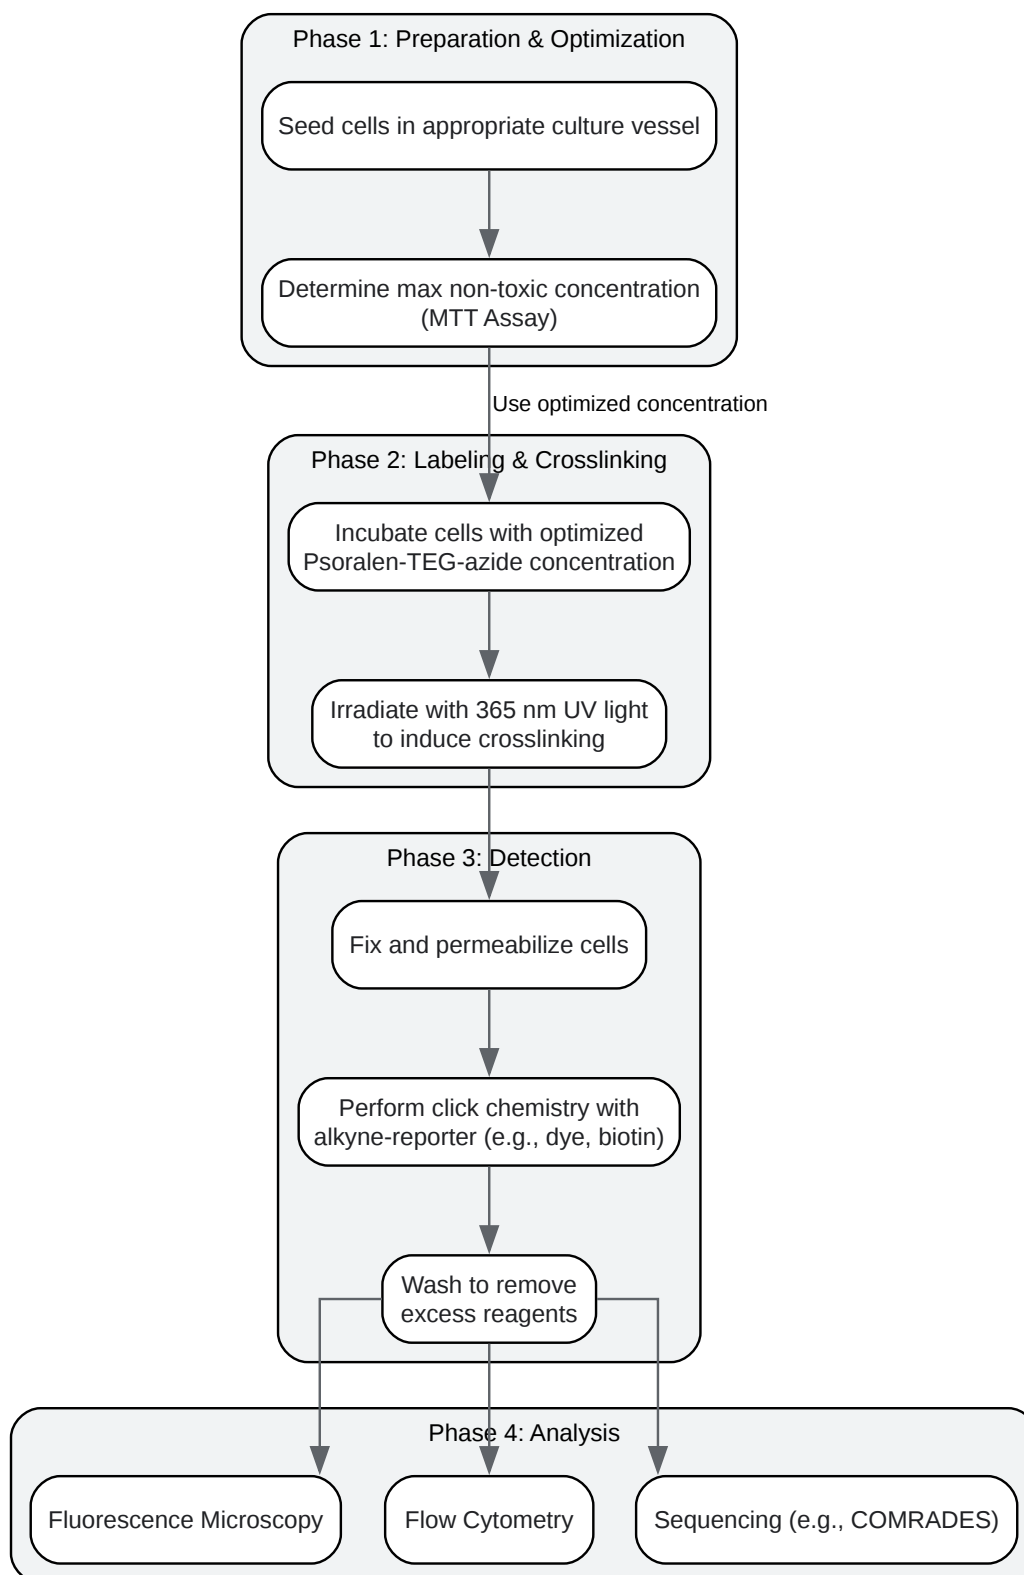 Phase 1: Preparation & Optimization
Seed cells in appropriate culture vessel
Determine max non-toxic concentration
(MTT Assay)
Use optimized concentration
Phase 2: Labeling & Crosslinking
Incubate cells with optimized
Psoralen-TEG-azide concentration
Irradiate with 365 nm UV light
to induce crosslinking
Phase 3: Detection
Fix and permeabilize cells
Perform click chemistry with
alkyne-reporter (e.g., dye, biotin)
Wash to remove
excess reagents
Phase 4: Analysis
Fluorescence Microscopy
Flow Cytometry
Sequencing (e.g., COMRADES)